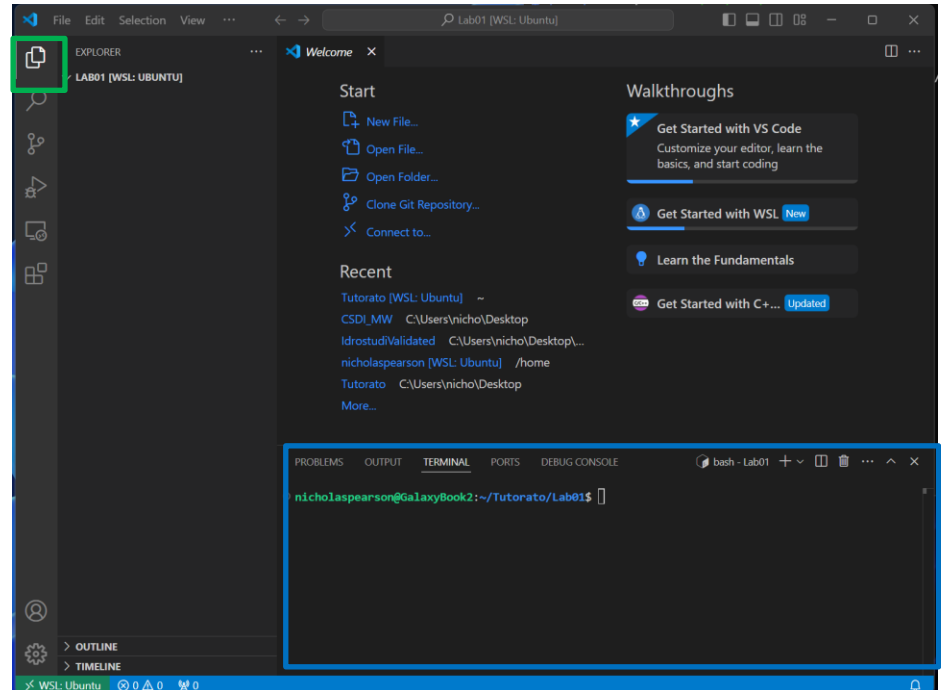 File Edit Selection View ... Lab01 [WSL: Ubuntu]
EXPLORER ...
LAB01 [WSL: UBUNTU]
OUTLINE
TIMELINE
Welcome
Start
New File...
Open File...
Open Folder...
Clone Git Repository...
Connect to...
Recent
Tutorato [WSL: Ubuntu] ~
CSDI_MW C:\Users\nicho\Desktop
IdrostudiValidated C:\Users\nicho\Desktop\...
nicholaspearson [WSL: Ubuntu] /home
Tutorato C:\Users\nicho\Desktop
More...
Walkthroughs
Get Started with VS Code
Customize your editor, learn the
basics, and start coding
Get Started with WSL New
Learn the Fundamentals
Get Started with C+... Updated
PROBLEMS OUTPUT TERMINAL PORTS DEBUG CONSOLE bash - Lab01
nicholaspearson@GalaxyBook2:~/Tutorato/Lab01$
WSL: Ubuntu 0 0 0